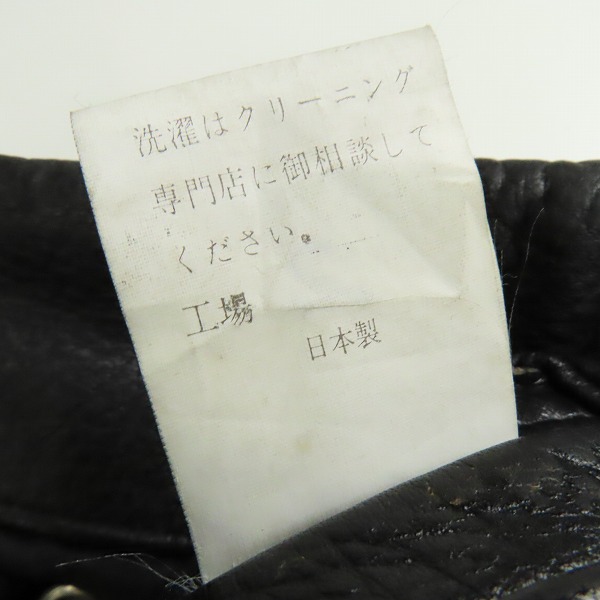 洗濯はクリーニング
専門店に御相談して
ください。
工場
日本製